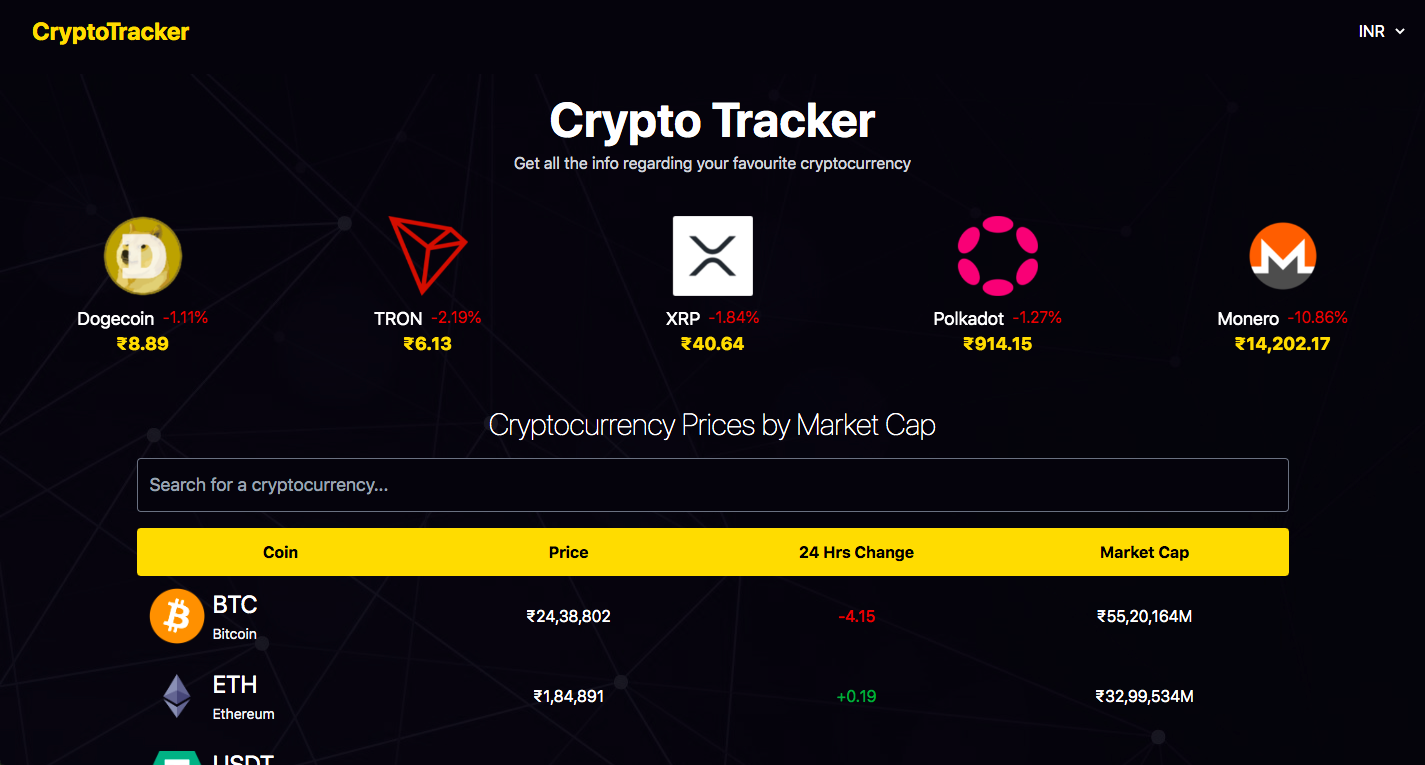 CryptoTracker
INR
Crypto Tracker
Get all the info regarding your favourite cryptocurrency
Dogecoin -1.11%
₹8.89
TRON -2.19%
₹6.13
XRP -1.84%
₹40.64
Polkadot -1.27%
₹914.15
Monero -10.86%
₹14,202.17
Cryptocurrency Prices by Market Cap
Search for a cryptocurrency...
Coin Price 24 Hrs Change Market Cap
BTC
Bitcoin
₹24,38,802 -4.15 ₹55,20,164M
ETH
Ethereum
₹1,84,891 +0.19 ₹32,99,534M
USDT